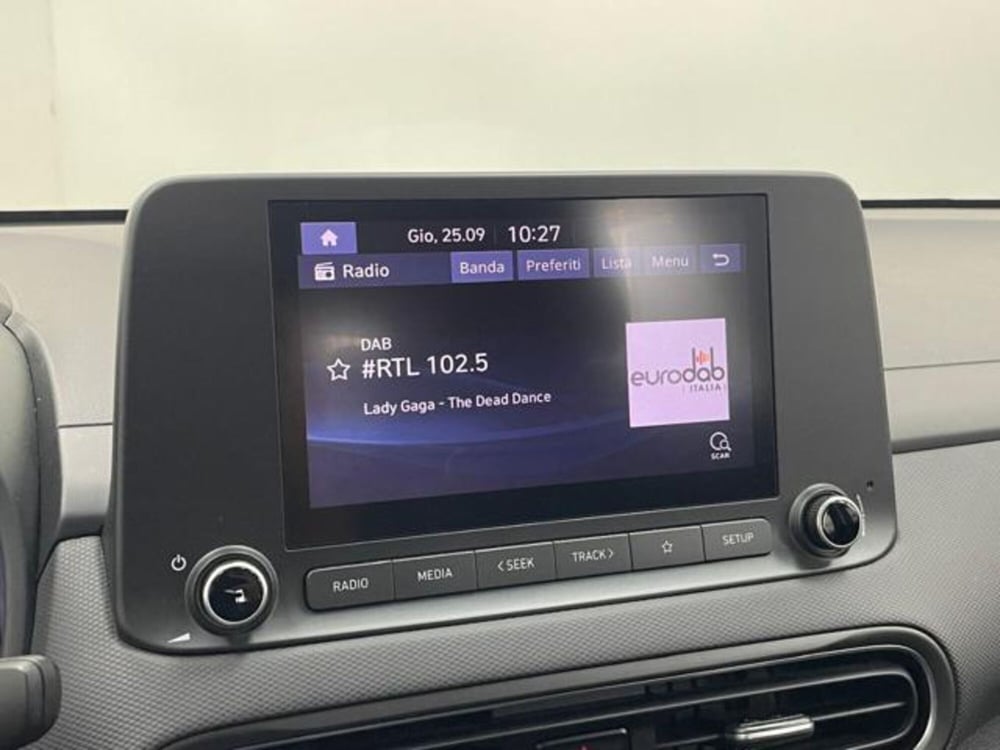 Gio, 25.09 10:27
Radio Banda Preferiti Lista Menu
DAB
#RTL 102.5
Lady Gaga - The Dead Dance
eurodab
ITALIA
SCAN
RADIO MEDIA < SEEK TRACK > SETUP